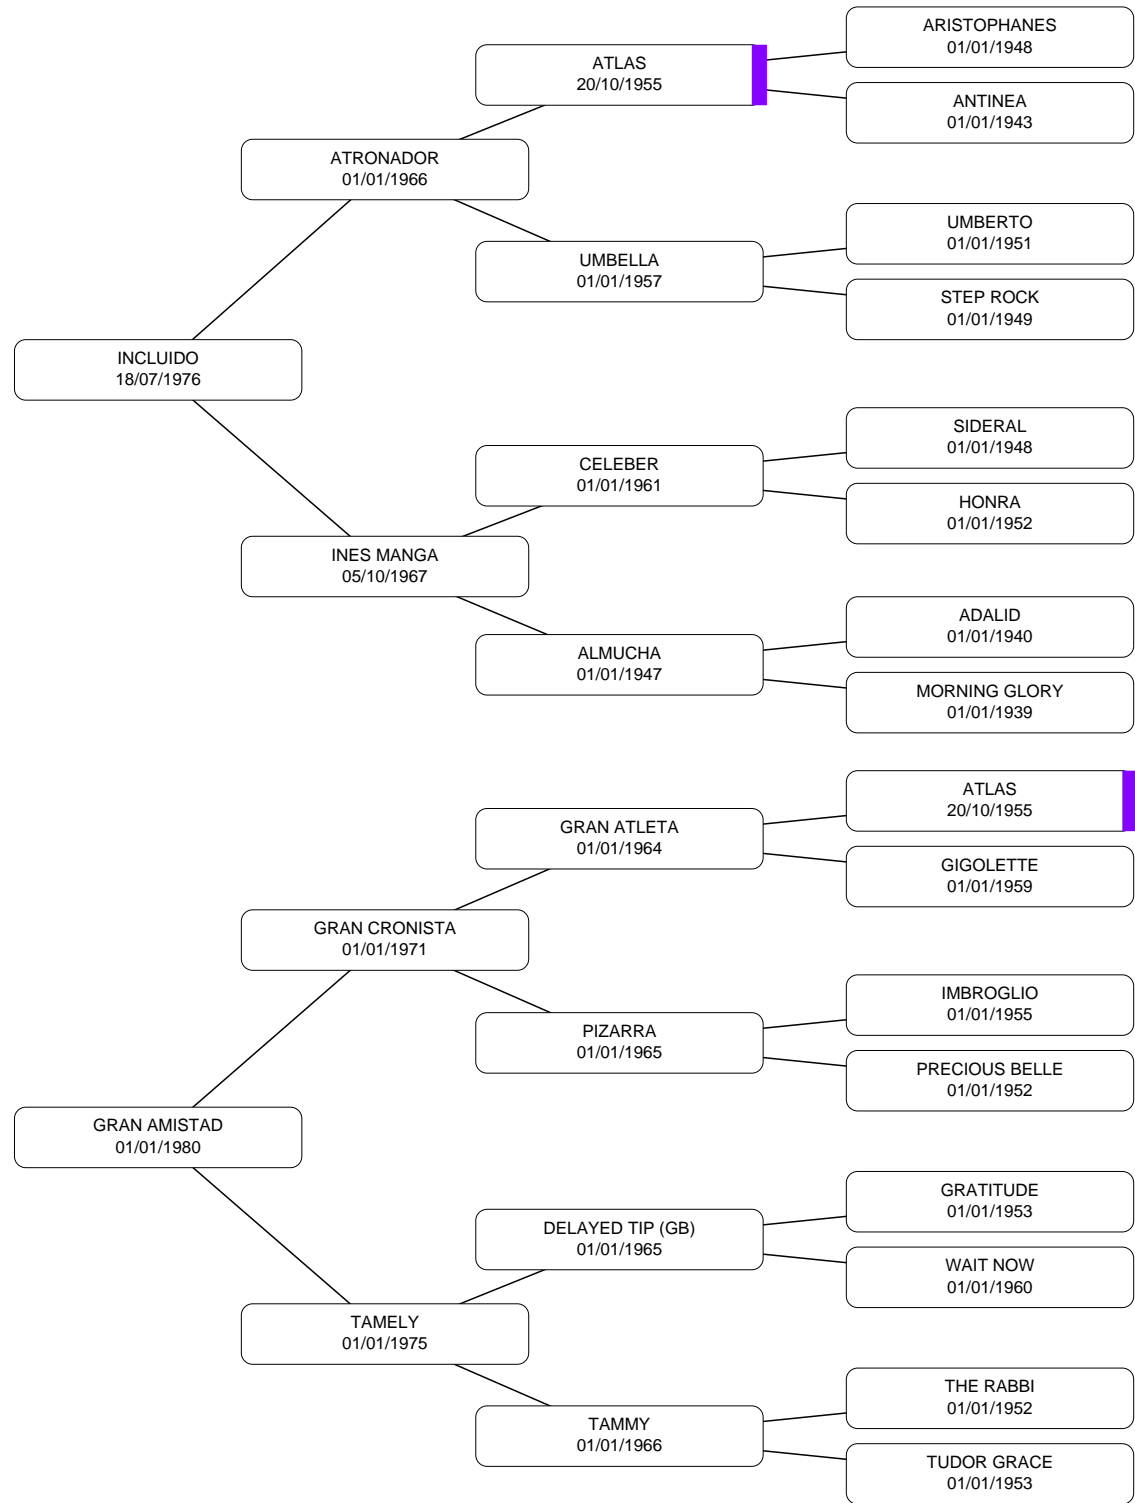 ARISTOPHANES
01/01/1948
ATLAS
20/10/1955
ANTINEA
01/01/1943
ATRONADOR
01/01/1966
UMBERTO
01/01/1951
UMBELLA
01/01/1957
STEP ROCK
01/01/1949
INCLUIDO
18/07/1976
SIDERAL
01/01/1948
CELEBER
01/01/1961
HONRA
01/01/1952
INES MANGA
05/10/1967
ADALID
01/01/1940
ALMUCHA
01/01/1947
MORNING GLORY
01/01/1939
ATLAS
20/10/1955
GRAN ATLETA
01/01/1964
GIGOLETTE
01/01/1959
GRAN CRONISTA
01/01/1971
IMBROGLIO
01/01/1955
PIZARRA
01/01/1965
PRECIOUS BELLE
01/01/1952
GRAN AMISTAD
01/01/1980
GRATITUDE
01/01/1953
DELAYED TIP (GB)
01/01/1965
WAIT NOW
01/01/1960
TAMELY
01/01/1975
THE RABBI
01/01/1952
TAMMY
01/01/1966
TUDOR GRACE
01/01/1953